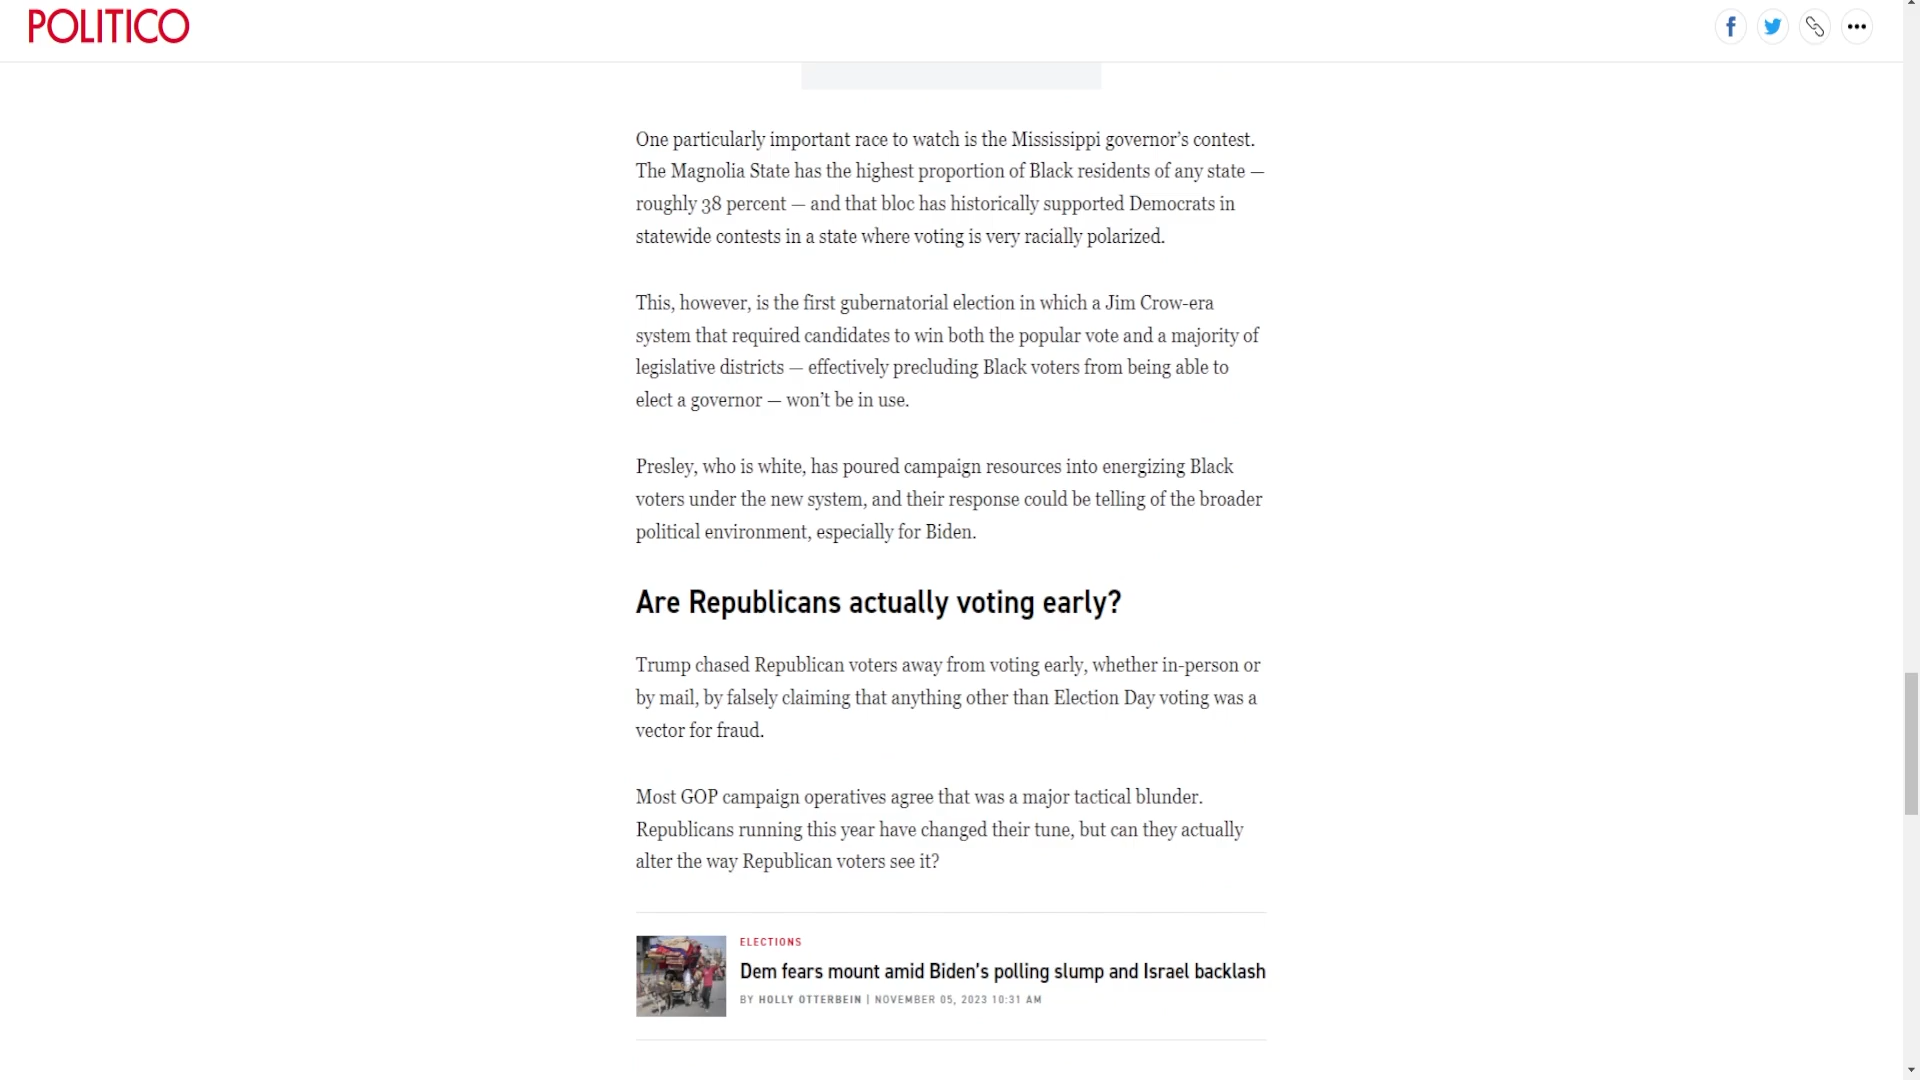 POLITICO
One particularly important race to watch is the Mississippi governor’s contest.
The Magnolia State has the highest proportion of Black residents of any state —
roughly 38 percent — and that bloc has historically supported Democrats in
statewide contests in a state where voting is very racially polarized.
This, however, is the first gubernatorial election in which a Jim Crow-era
system that required candidates to win both the popular vote and a majority of
legislative districts — effectively precluding Black voters from being able to
elect a governor — won’t be in use.
Presley, who is white, has poured campaign resources into energizing Black
voters under the new system, and their response could be telling of the broader
political environment, especially for Biden.
Are Republicans actually voting early?
Trump chased Republican voters away from voting early, whether in-person or
by mail, by falsely claiming that anything other than Election Day voting was a
vector for fraud.
Most GOP campaign operatives agree that was a major tactical blunder.
Republicans running this year have changed their tune, but can they actually
alter the way Republican voters see it?
ELECTIONS
Dem fears mount amid Biden’s polling slump and Israel backlash
BY HOLLY OTTERBEIN | NOVEMBER 05, 2023 10:31 AM